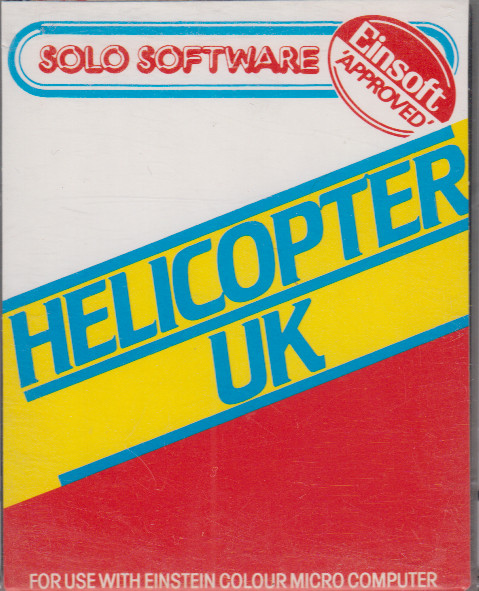 SOLO SOFTWARE
Einsoft
'APPROVED'
HELICOPTER
UK
FOR USE WITH EINSTEIN COLOUR MICRO COMPUTER